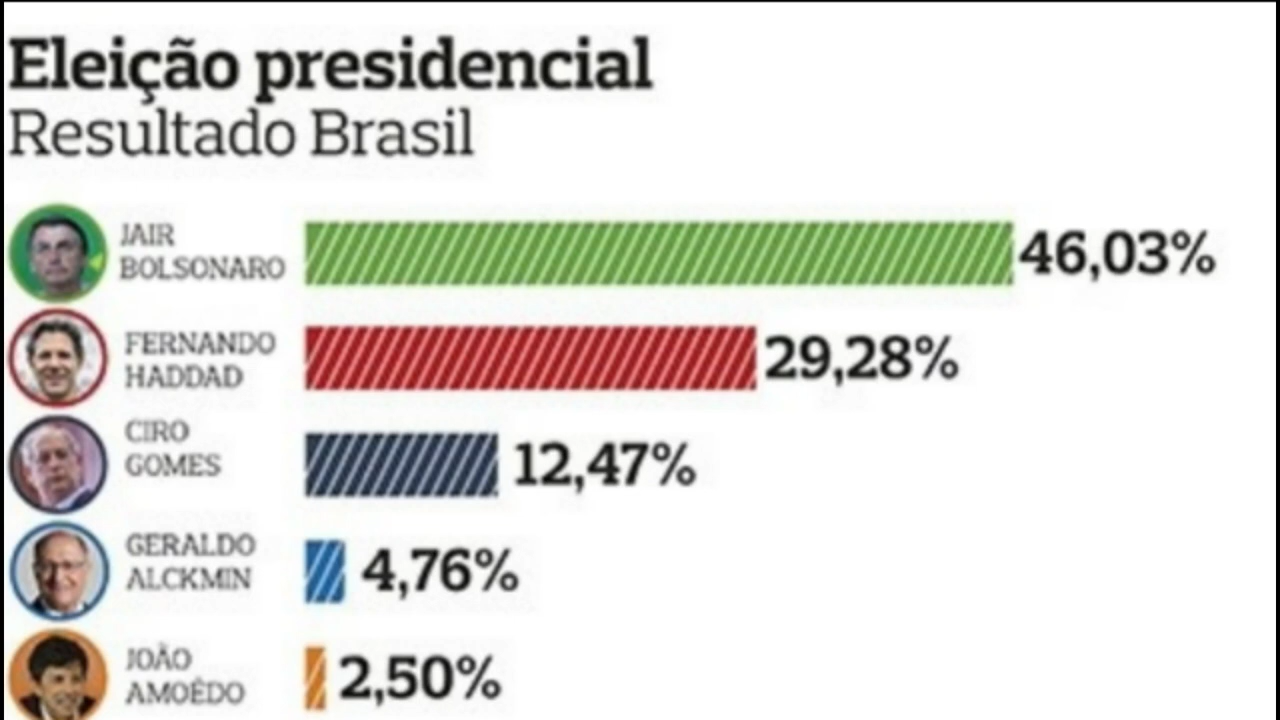 Eleição presidencial
Resultado Brasil
JAIR
BOLSONARO
46,03%
FERNANDO
HADDAD
29,28%
CIRO
GOMES
12,47%
GERALDO
ALCKMIN
4,76%
JOÃO
AMOÊDO
2,50%